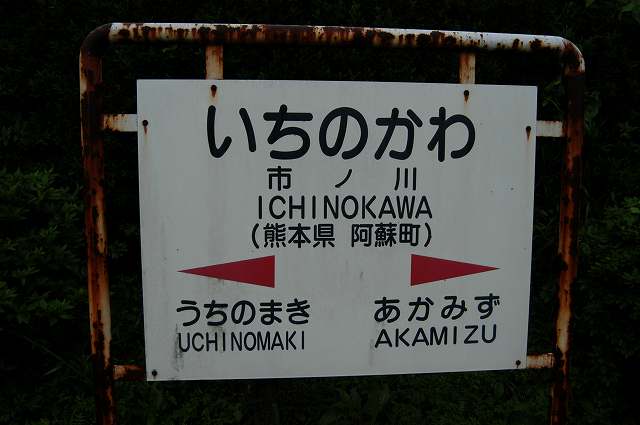 いちのかわ
市ノ川
ICHINOKAWA
(熊本県 阿蘇町)
うちのまき あかみず
UCHINOMAKI AKAMIZU